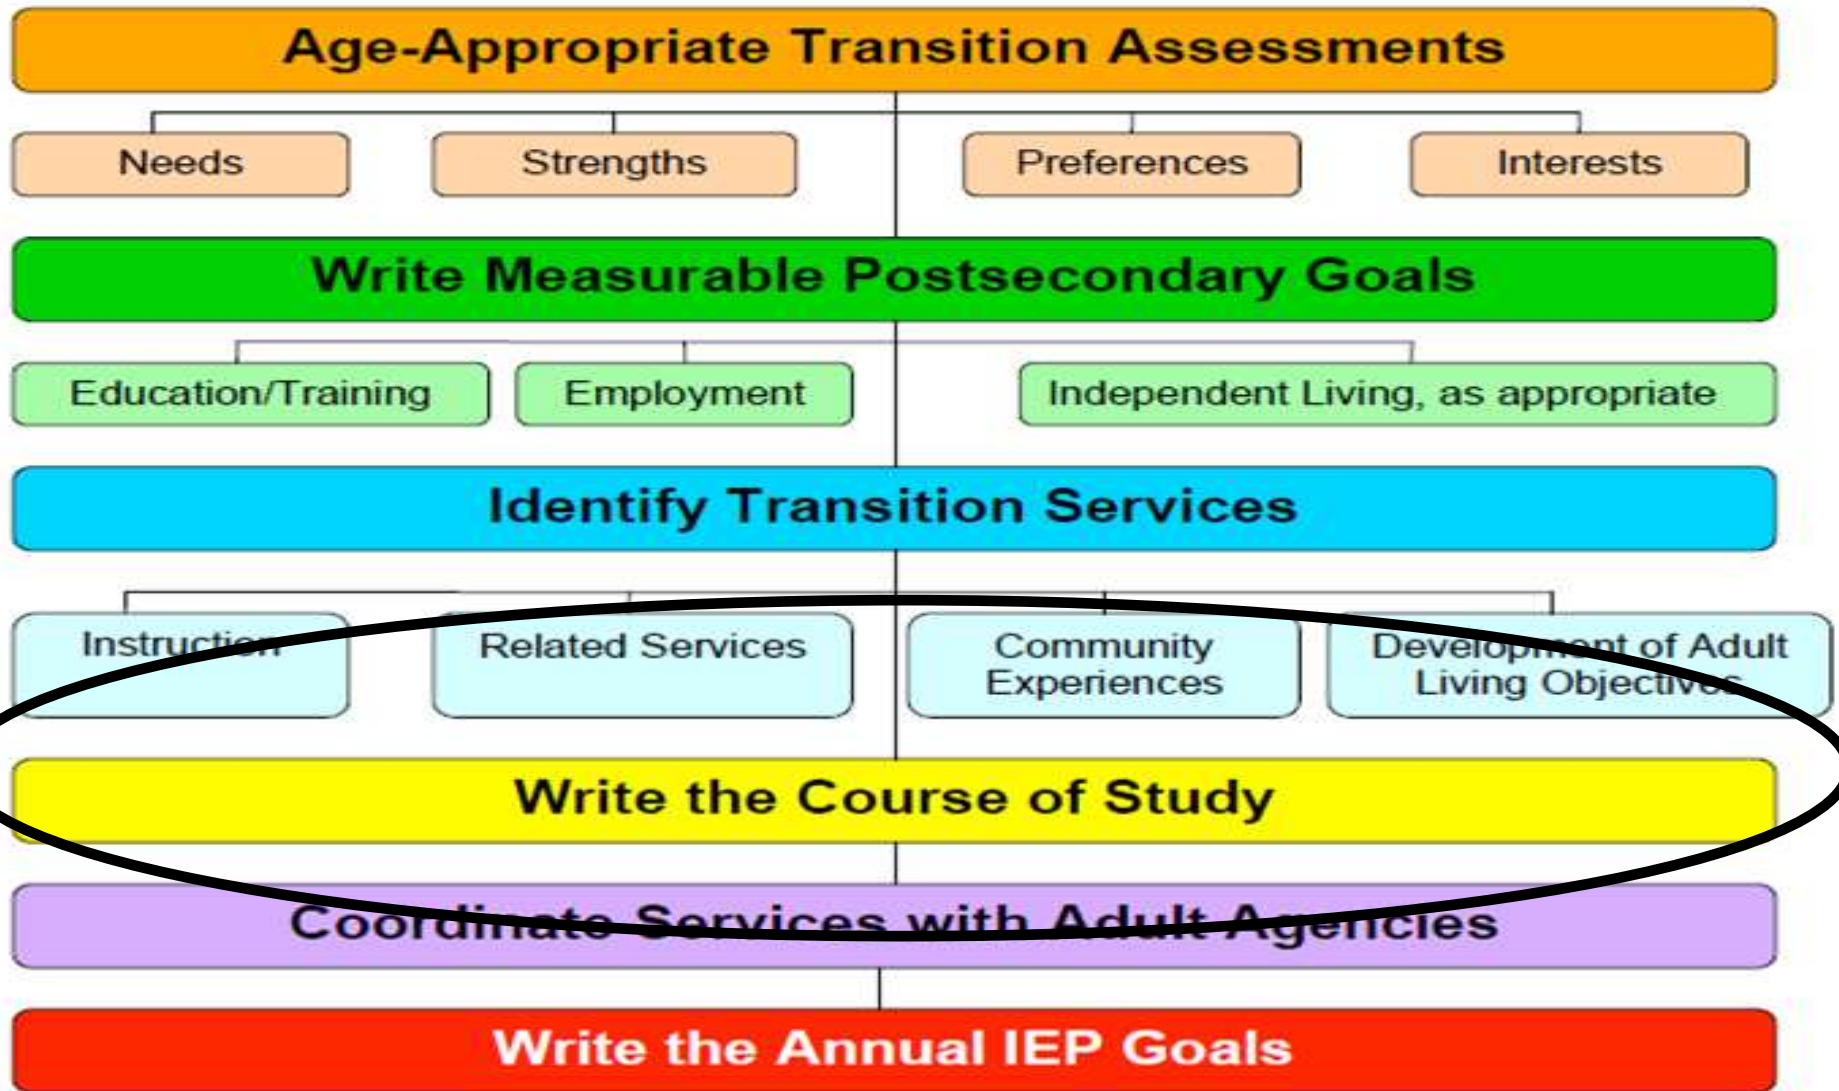 Age-Appropriate Transition Assessments
Needs
Strengths
Preferences
Interests
Write Measurable Postsecondary Goals
Education/Training
Employment
Independent Living, as appropriate
Identify Transition Services
Instruction
Related Services
Community
Experiences
Development of Adult
Living Objectives
Write the Course of Study
Coordinate Services with Adult Agencies
Write the Annual IEP Goals